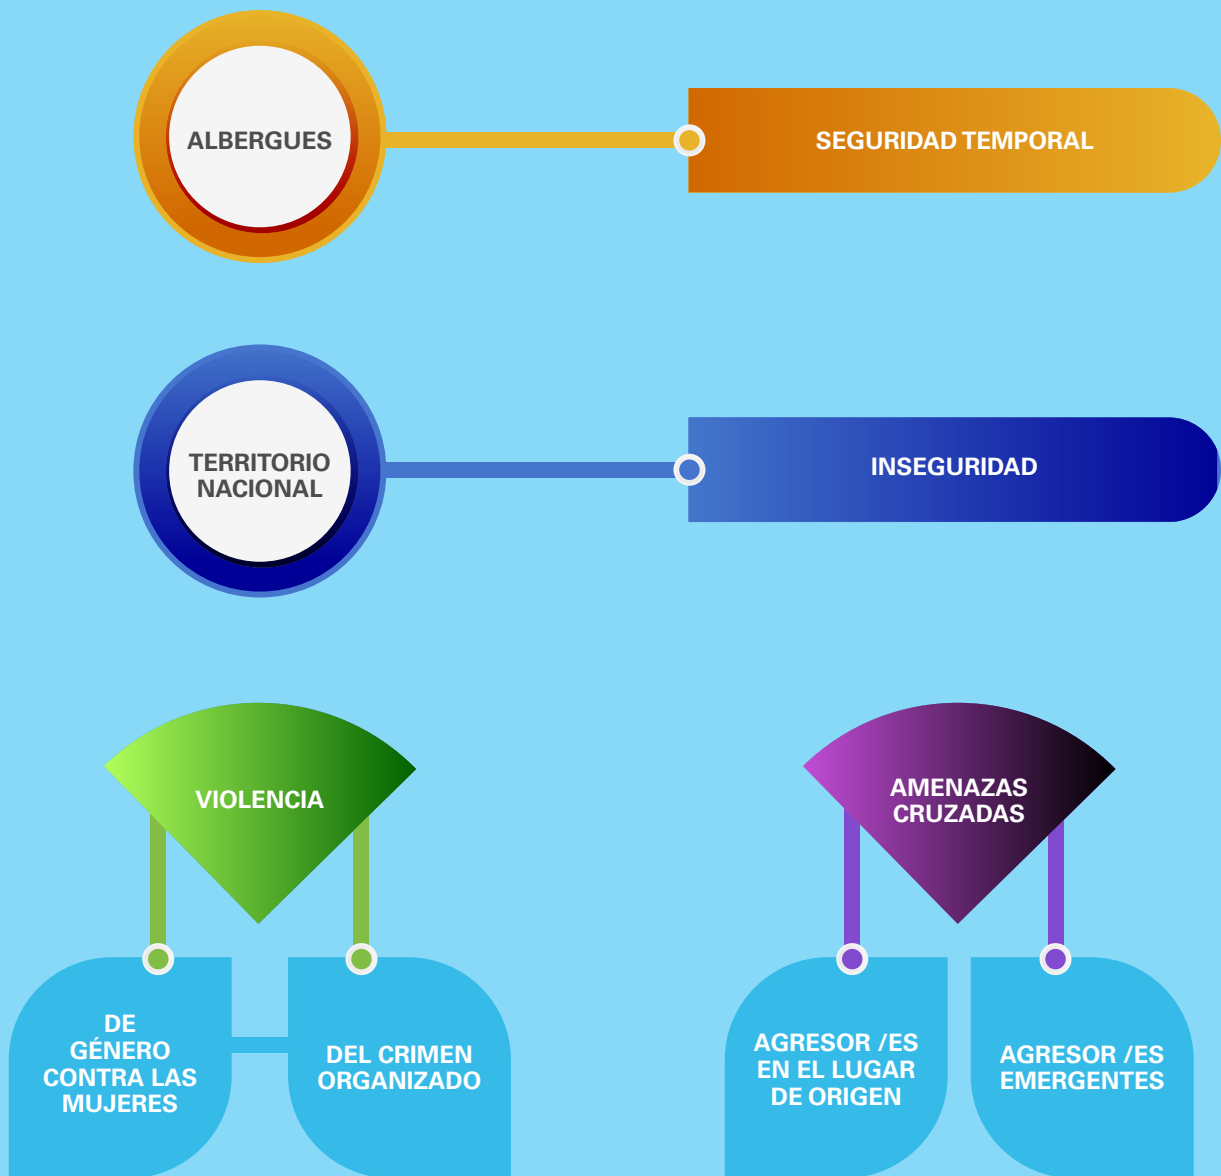 ALBERGUES
SEGURIDAD TEMPORAL
TERRITORIO
NACIONAL
INSEGURIDAD
VIOLENCIA
AMENAZAS
CRUZADAS
DE
GÉNERO
CONTRA LAS
MUJERES
DEL CRIMEN
ORGANIZADO
AGRESOR /ES
EN EL LUGAR
DE ORIGEN
AGRESOR /ES
EMERGENTES